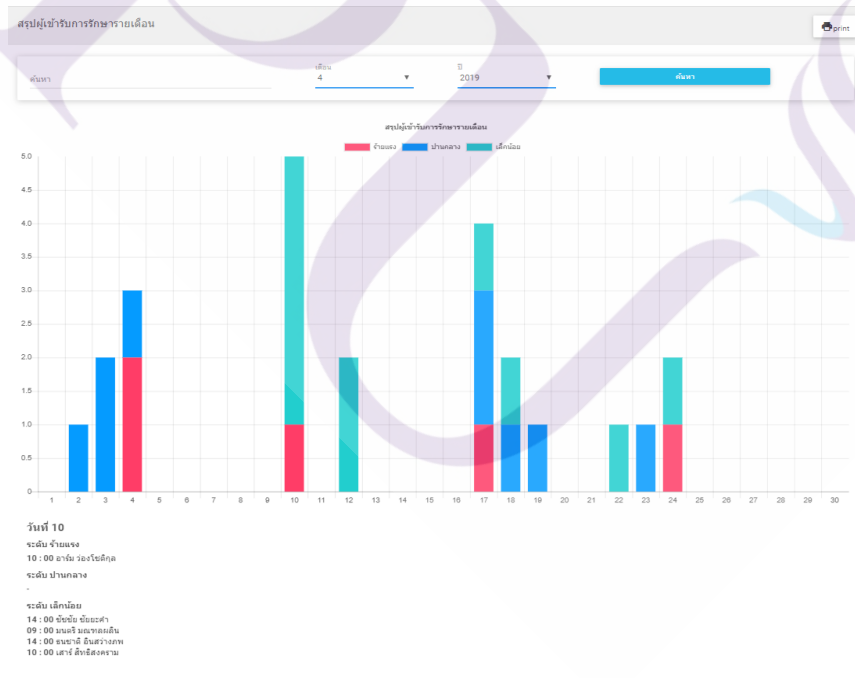 สรุปผู้เข้ารับการรักษารายเดือน
print
ค้นหา
เดือน
4
ปี
2019
ค้นหา
สรุปผู้เข้ารับการรักษารายเดือน
ร้ายแรง ปานกลาง เล็กน้อย
5.0
4.5
4.0
3.5
3.0
2.5
2.0
1.5
1.0
0.5
0
1 2 3 4 5 6 7 8 9 10 11 12 13 14 15 16 17 18 19 20 21 22 23 24 25 26 27 28 29 30
วันที่ 10
ระดับ ร้ายแรง
10 : 00 อาร์ม ว่องโชติกุล
ระดับ ปานกลาง
-
ระดับ เล็กน้อย
14 : 00 ชัชชัย ชัยยะคำ
09 : 00 มนตรี มณฑลผลิน
14 : 00 ธนชาติ อินสว่างภพ
10 : 00 เสาร์ สิทธิสงคราม